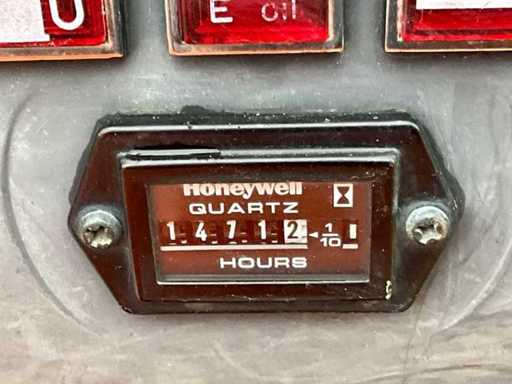 U
E oil
Honeywell
QUARTZ
14712 1/10
HOURS